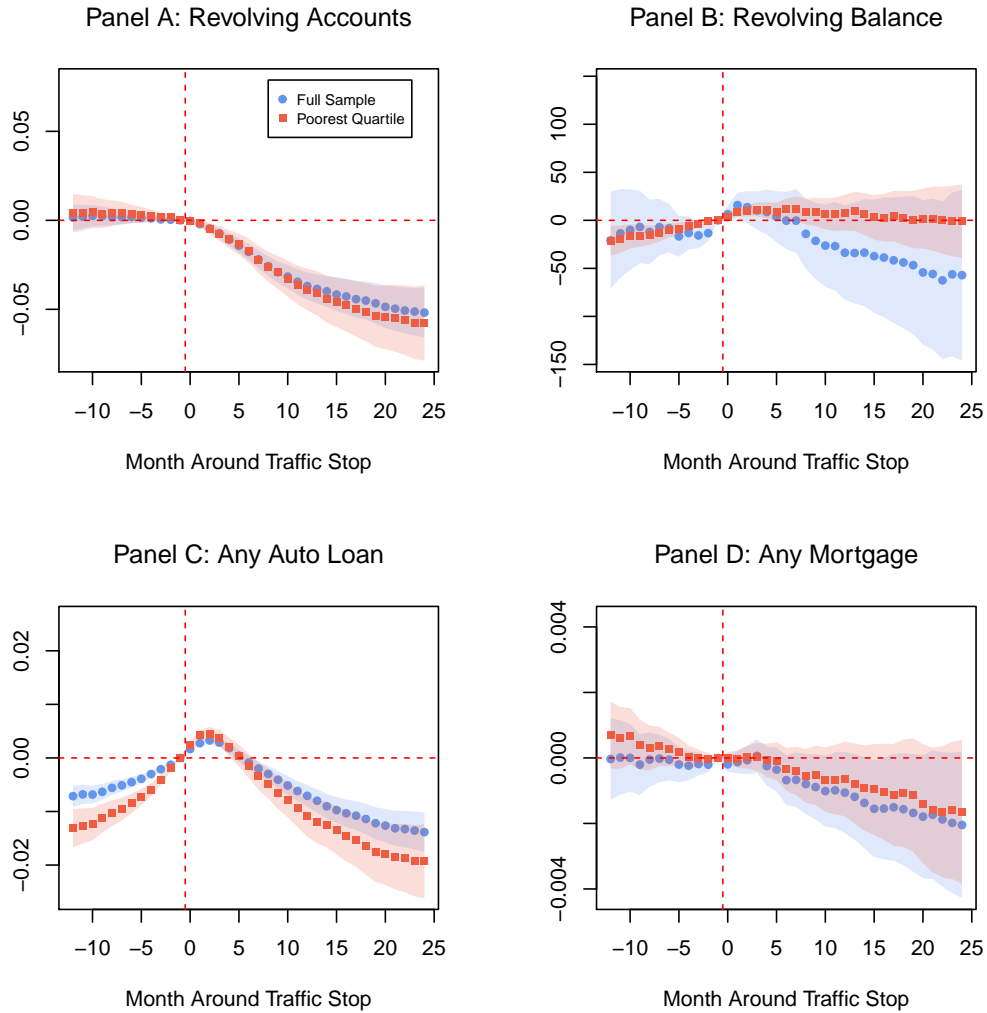 Panel A: Revolving Accounts
0.05
0.00
−0.05
Full Sample
Poorest Quartile
−10 −5 0 5 10 15 20 25
Month Around Traffic Stop
Panel B: Revolving Balance
100
50
0
−50
−150
−10 −5 0 5 10 15 20 25
Month Around Traffic Stop
Panel C: Any Auto Loan
0.02
0.00
−0.02
−10 −5 0 5 10 15 20 25
Month Around Traffic Stop
Panel D: Any Mortgage
0.004
0.000
−0.004
−10 −5 0 5 10 15 20 25
Month Around Traffic Stop